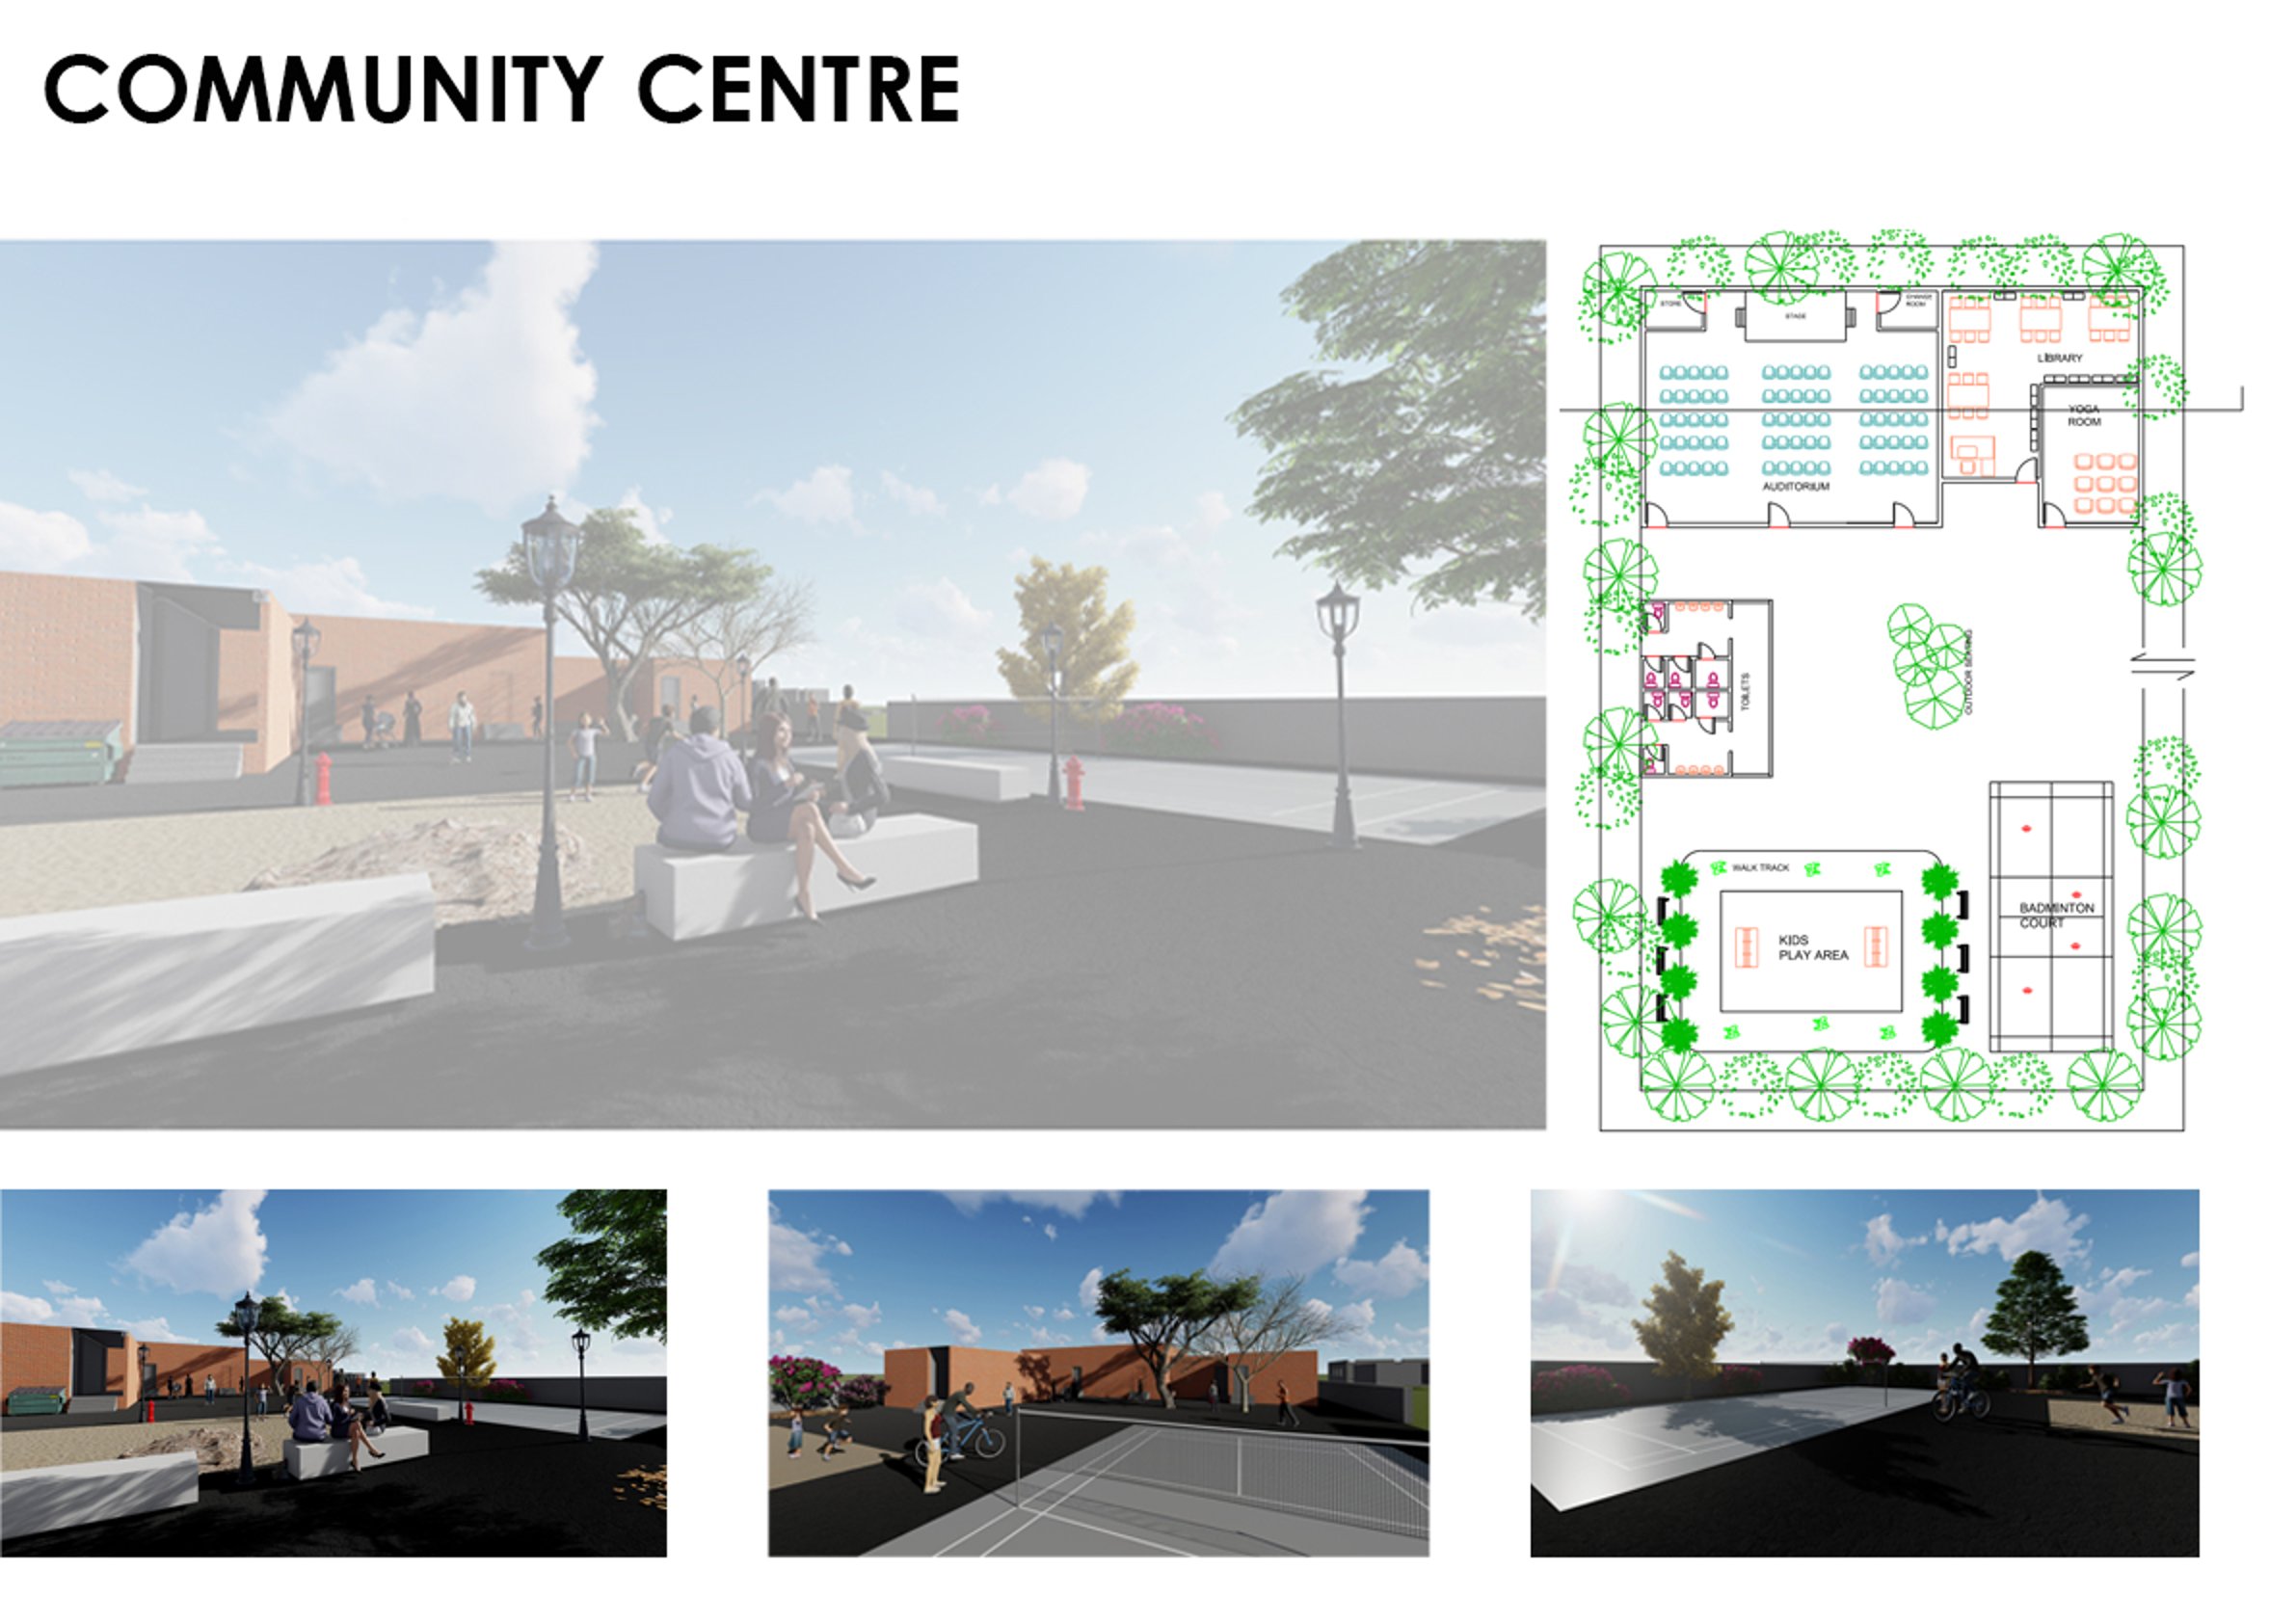 COMMUNITY CENTRE
STORE
STAGE
CHANGE
ROOM
LIBRARY
YOGA
ROOM
AUDITORIUM
TOILETS
OUTDOOR SEATING
WALK TRACK
KIDS
PLAY AREA
BADMINTON
COURT